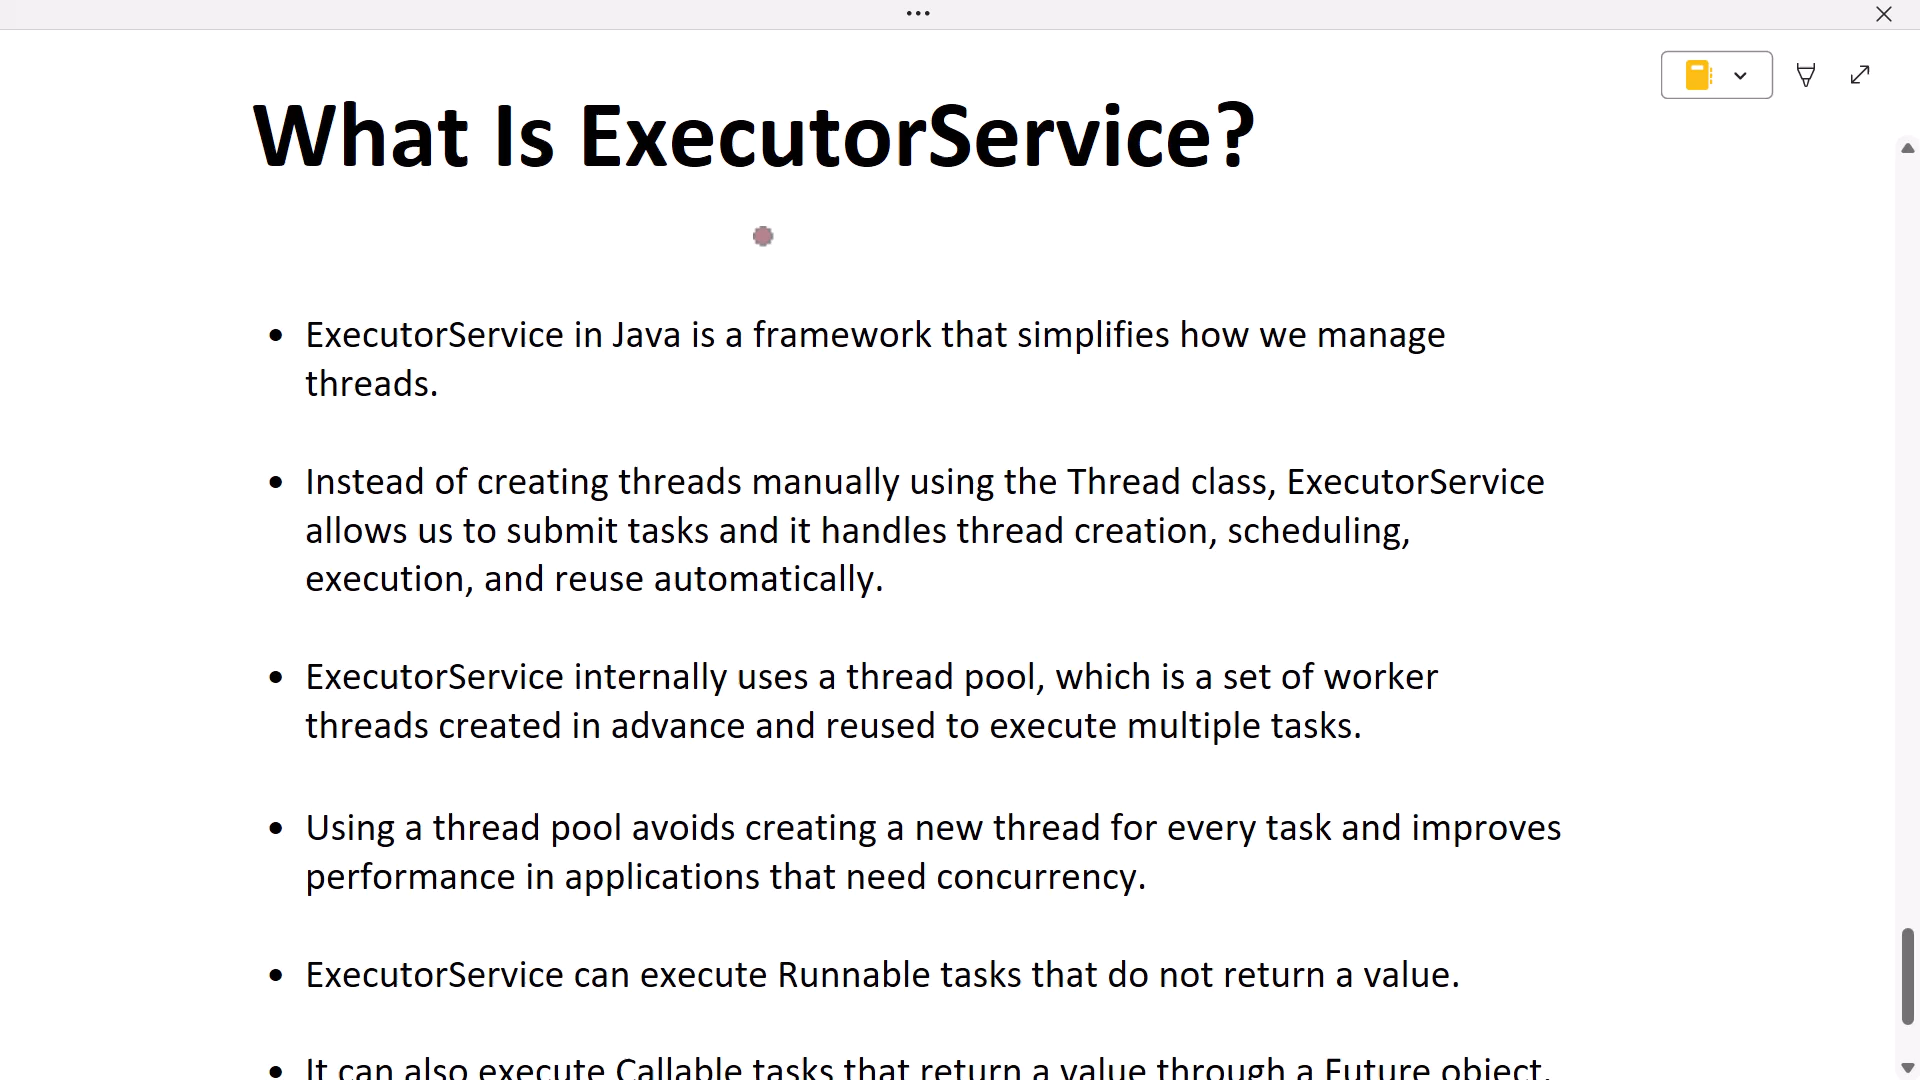 What Is ExecutorService?
• ExecutorService in Java is a framework that simplifies how we manage
threads.
• Instead of creating threads manually using the Thread class, ExecutorService
allows us to submit tasks and it handles thread creation, scheduling,
execution, and reuse automatically.
• ExecutorService internally uses a thread pool, which is a set of worker
threads created in advance and reused to execute multiple tasks.
• Using a thread pool avoids creating a new thread for every task and improves
performance in applications that need concurrency.
• ExecutorService can execute Runnable tasks that do not return a value.
• It can also execute Callable tasks that return a value through a Future object.